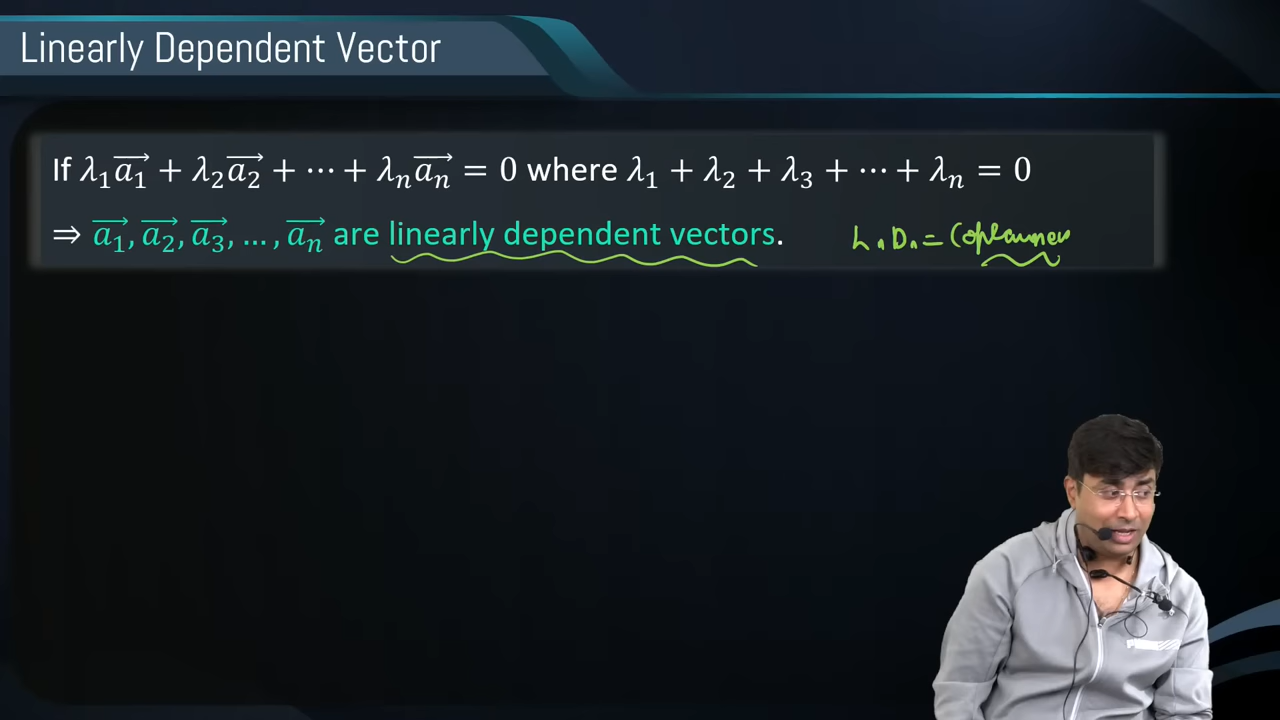 Linearly Dependent Vector
If λ₁a₁⃗ + λ₂a₂⃗ + ⋯ + λₙaₙ⃗ = 0 where λ₁ + λ₂ + λ₃ + ⋯ + λₙ = 0
⇒ a₁⃗, a₂⃗, a₃⃗, …, aₙ⃗ are linearly dependent vectors.
L.D. =